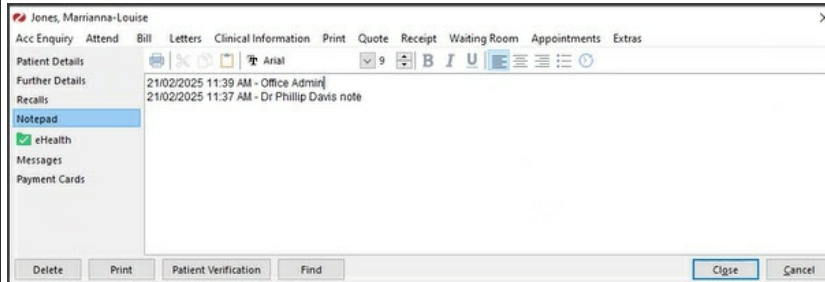 Jones, Marrianna-Louise
Acc Enquiry Attend Bill Letters Clinical Information Print Quote Receipt Waiting Room Appointments Extras
Patient Details
Arial 9 B I U
Further Details
21/02/2025 11:39 AM - Office Admin
21/02/2025 11:37 AM - Dr Phillip Davis note
Recalls
Notepad
eHealth
Messages
Payment Cards
Delete Print Patient Verification Find Close Cancel